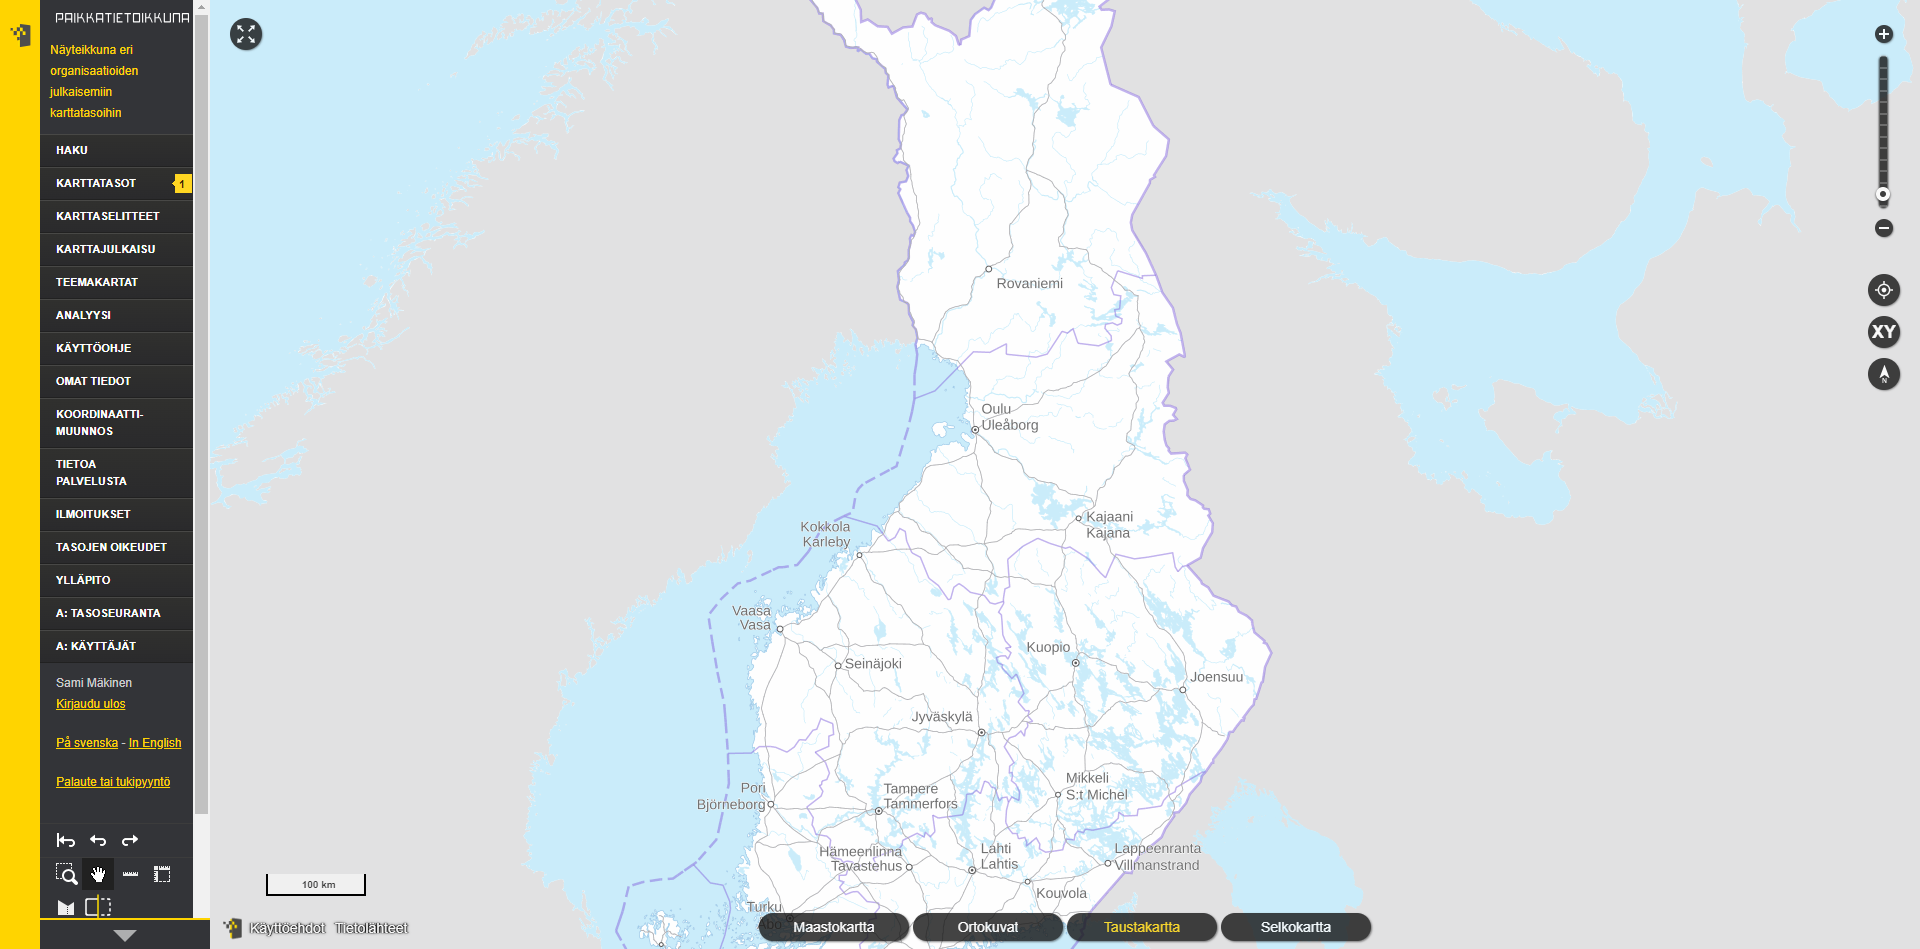 PAIKKATIETOIKKUNA
Näyteikkuna eri
organisaatioiden
julkaisemiin
karttatasoihin
HAKU
KARTTATASOT 1
KARTTASELITTEET
KARTTAJULKAISU
TEEMAKARTAT
ANALYYSI
KÄYTTÖOHJE
OMAT TIEDOT
KOORDINAATTI-
MUUNNOS
TIETOA
PALVELUSTA
ILMOITUKSET
TASOJEN OIKEUDET
YLLÄPITO
A: TASOSEURANTA
A: KÄYTTÄJÄT
Sami Mäkinen
Kirjaudu ulos
På svenska - In English
Palaute tai tukipyyntö
Rovaniemi
Oulu
Uleåborg
Kajaani
Kajana
Kokkola
Karleby
Vaasa
Vasa
Seinäjoki
Kuopio
Joensuu
Jyväskylä
Mikkeli
S:t Michel
Pori
Björneborg
Tampere
Tammerfors
Hämeenlinna
Tavastehus
Lahti
Lahtis
Lappeenranta
Villmanstrand
Kouvola
Turku
Åbo
XY
N
100 km
Käyttöehdot Tietolähteet
Maastokartta
Ortokuvat
Taustakartta
Selkokartta